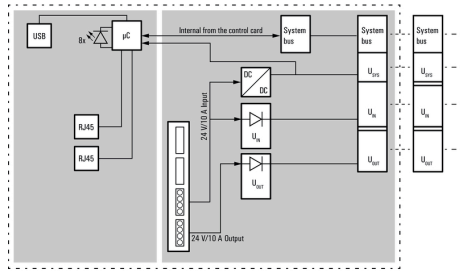 USB
8x
µC
Internal from the control card
System
bus
System
bus
System
bus
DC
DC
U SYS
U SYS
24 V/10 A Input
U IN
U IN
U IN
RJ45
RJ45
U OUT
U OUT
U OUT
24 V/10 A Output